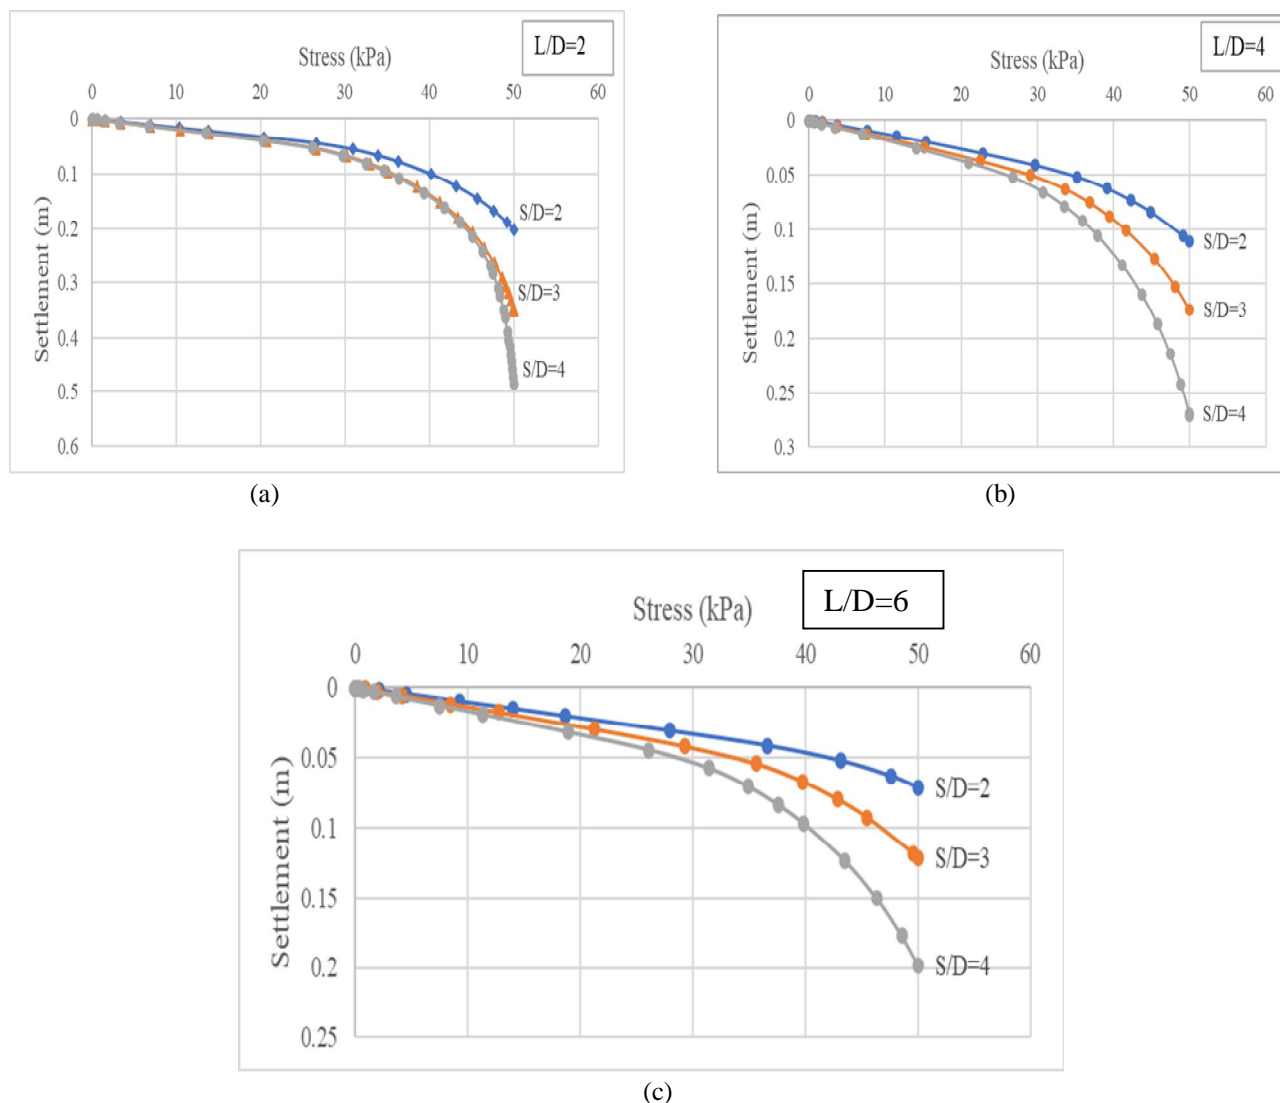 L/D=2
Stress (kPa)
0 10 20 30 40 50 60
0
0.1
0.2
0.3
0.4
0.5
0.6
Settlement (m)
S/D=2
S/D=3
S/D=4
(a)
L/D=4
Stress (kPa)
0 10 20 30 40 50 60
0
0.05
0.1
0.15
0.2
0.25
0.3
Settlement (m)
S/D=2
S/D=3
S/D=4
(b)
L/D=6
Stress (kPa)
0 10 20 30 40 50 60
0
0.05
0.1
0.15
0.2
0.25
Settlement (m)
S/D=2
S/D=3
S/D=4
(c)